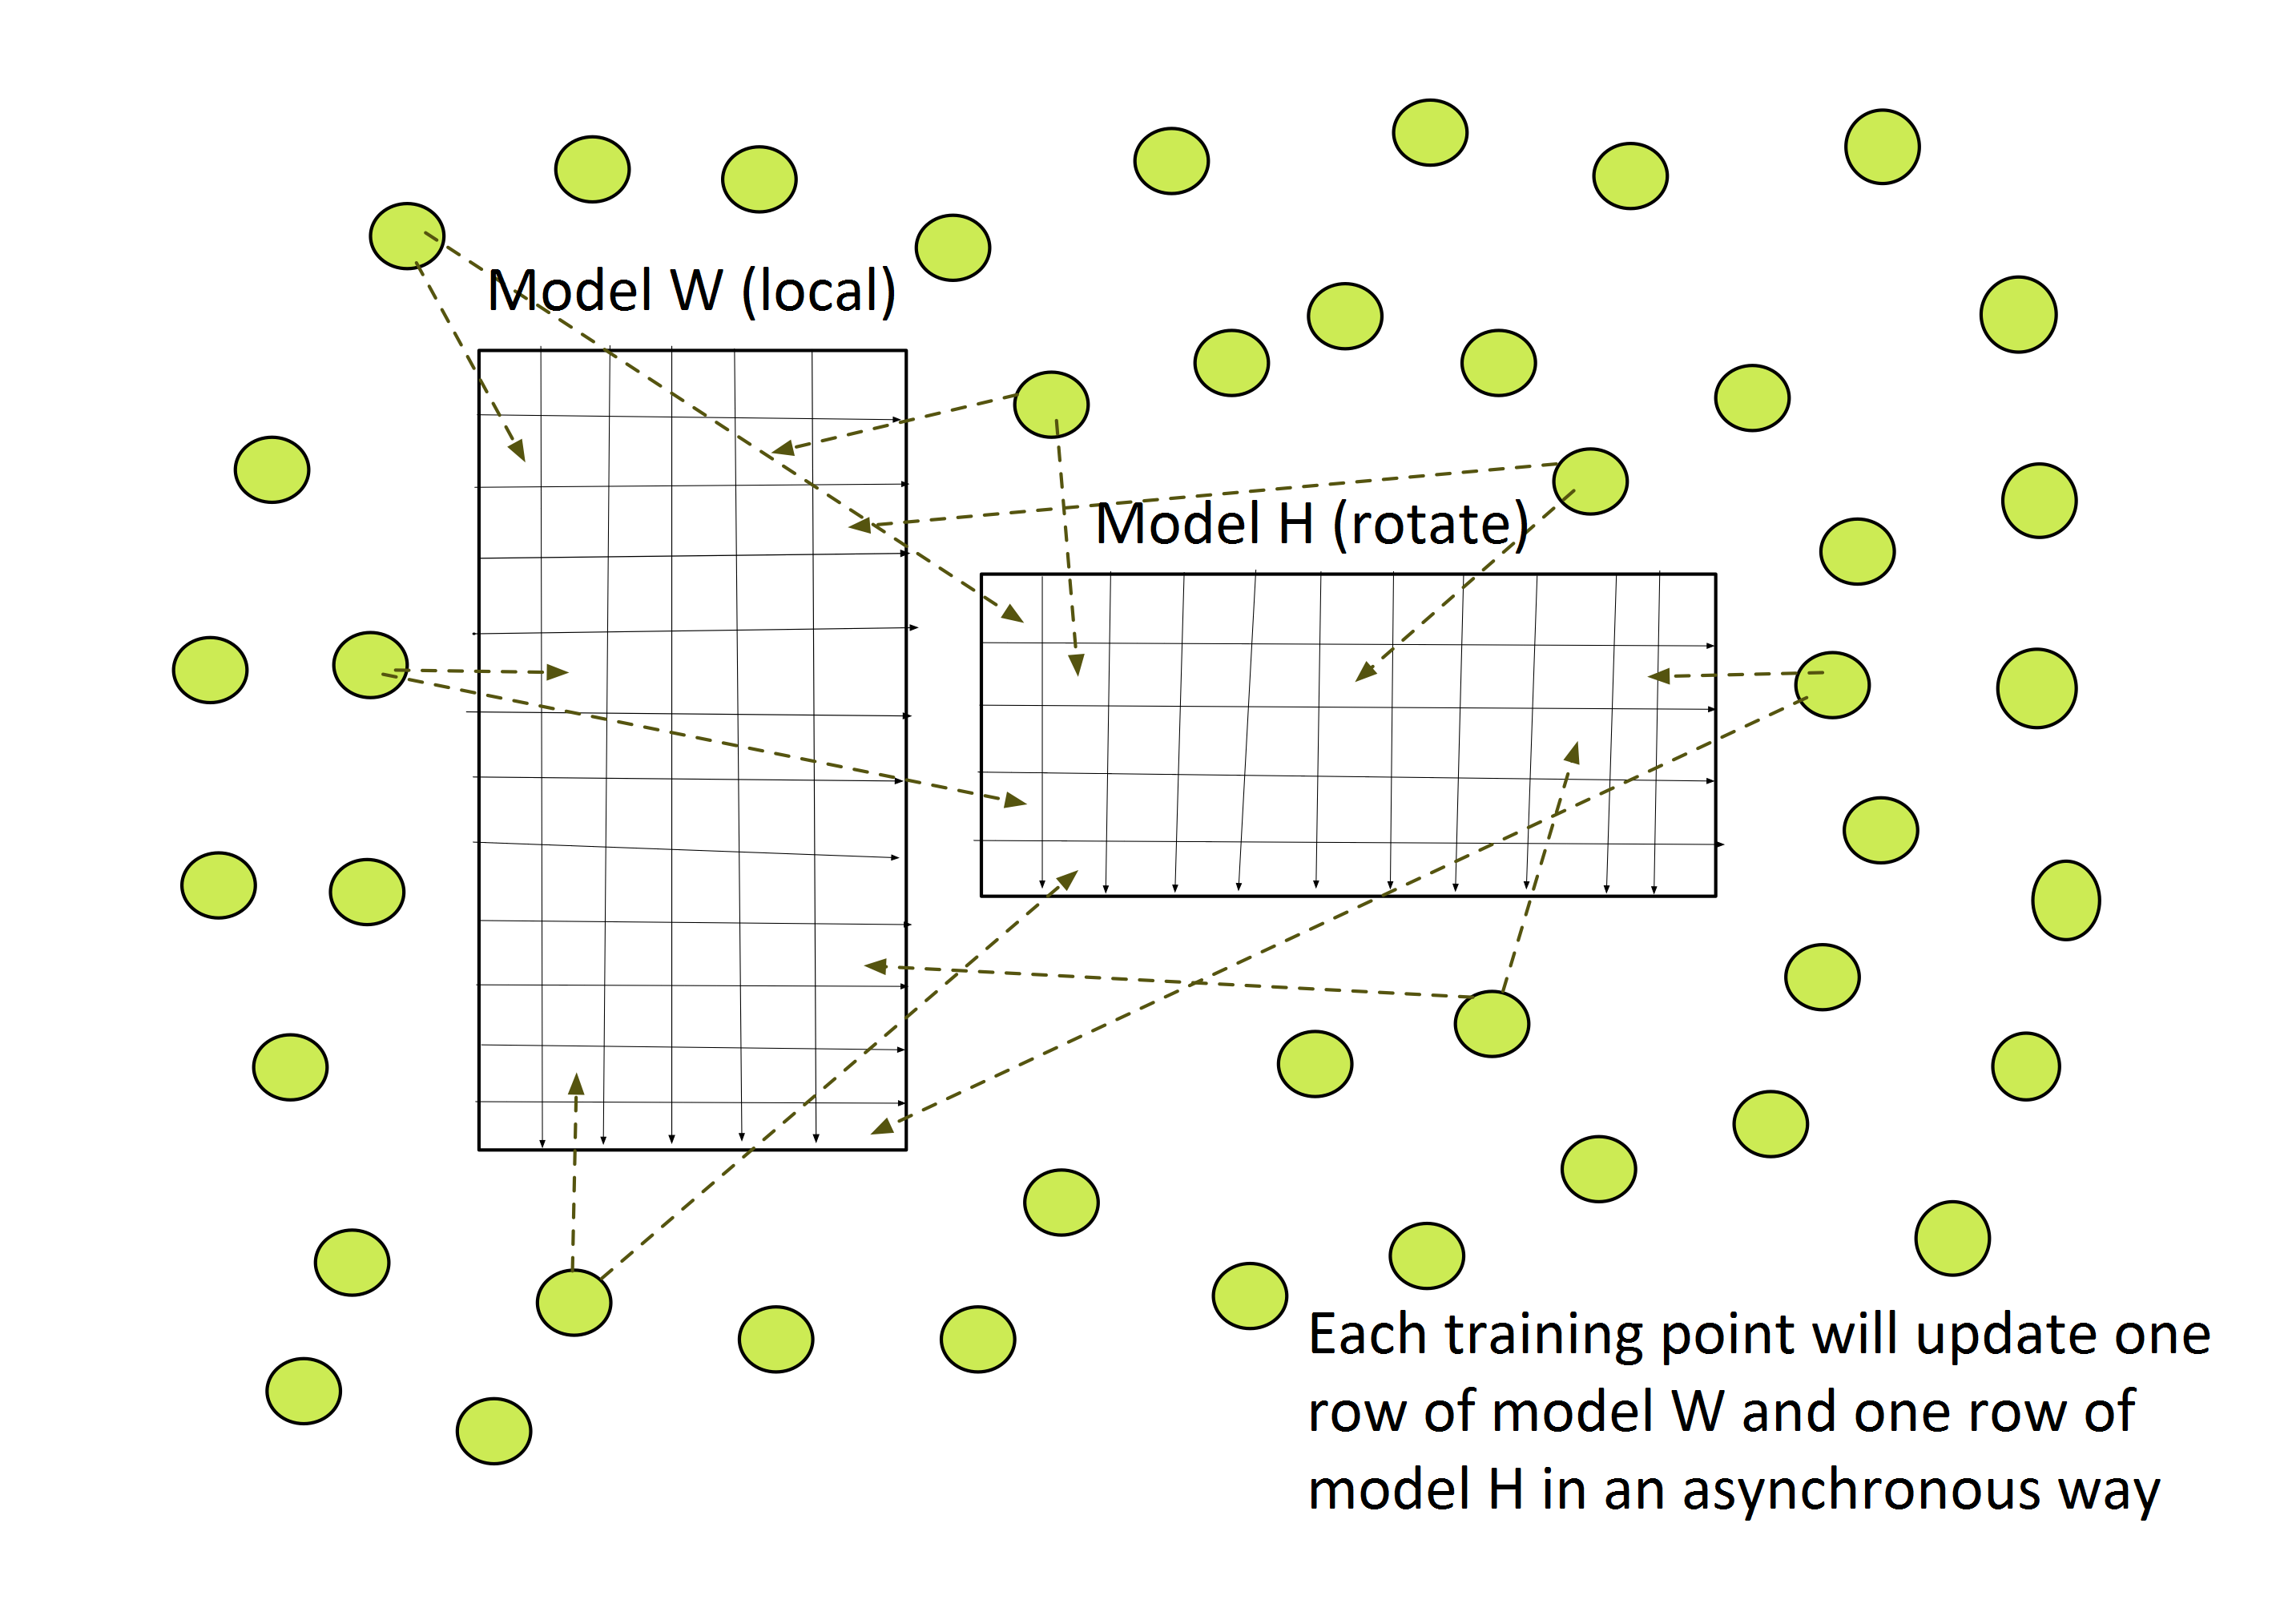 Model W (local)
Model H (rotate)
Each training point will update one
row of model W and one row of
model H in an asynchronous way